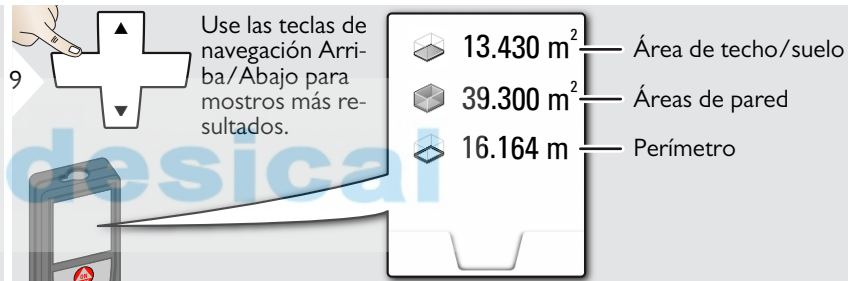 9
Use las teclas de
navegación Arri-
ba/Abajo para
mostros más re-
sultados.
13.430 m²
Área de techo/suelo
39.300 m²
Áreas de pared
16.164 m
Perímetro
desical
ON